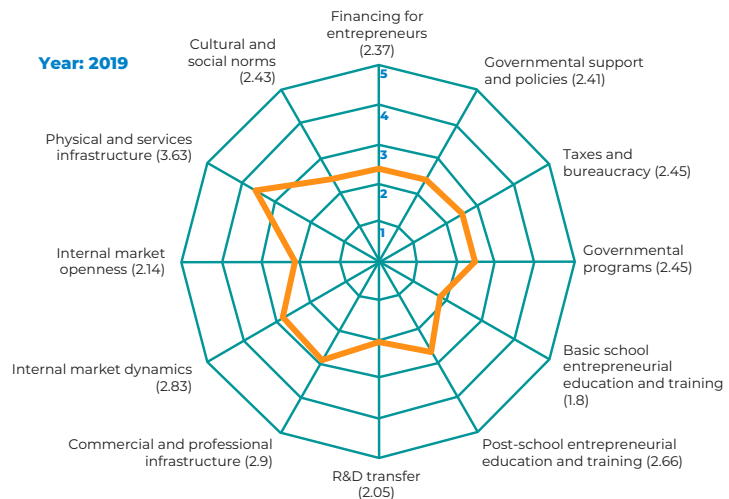 Year: 2019
Financing for
entrepreneurs
(2.37)
Governmental support
and policies (2.41)
Taxes and
bureaucracy (2.45)
Governmental
programs (2.45)
Basic school
entrepreneurial
education and training
(1.8)
Post-school entrepreneurial
education and training (2.66)
R&D transfer
(2.05)
Commercial and professional
infrastructure (2.9)
Internal market dynamics
(2.83)
Internal market
openness (2.14)
Physical and services
infrastructure (3.63)
Cultural and
social norms
(2.43)
5
4
3
2
1